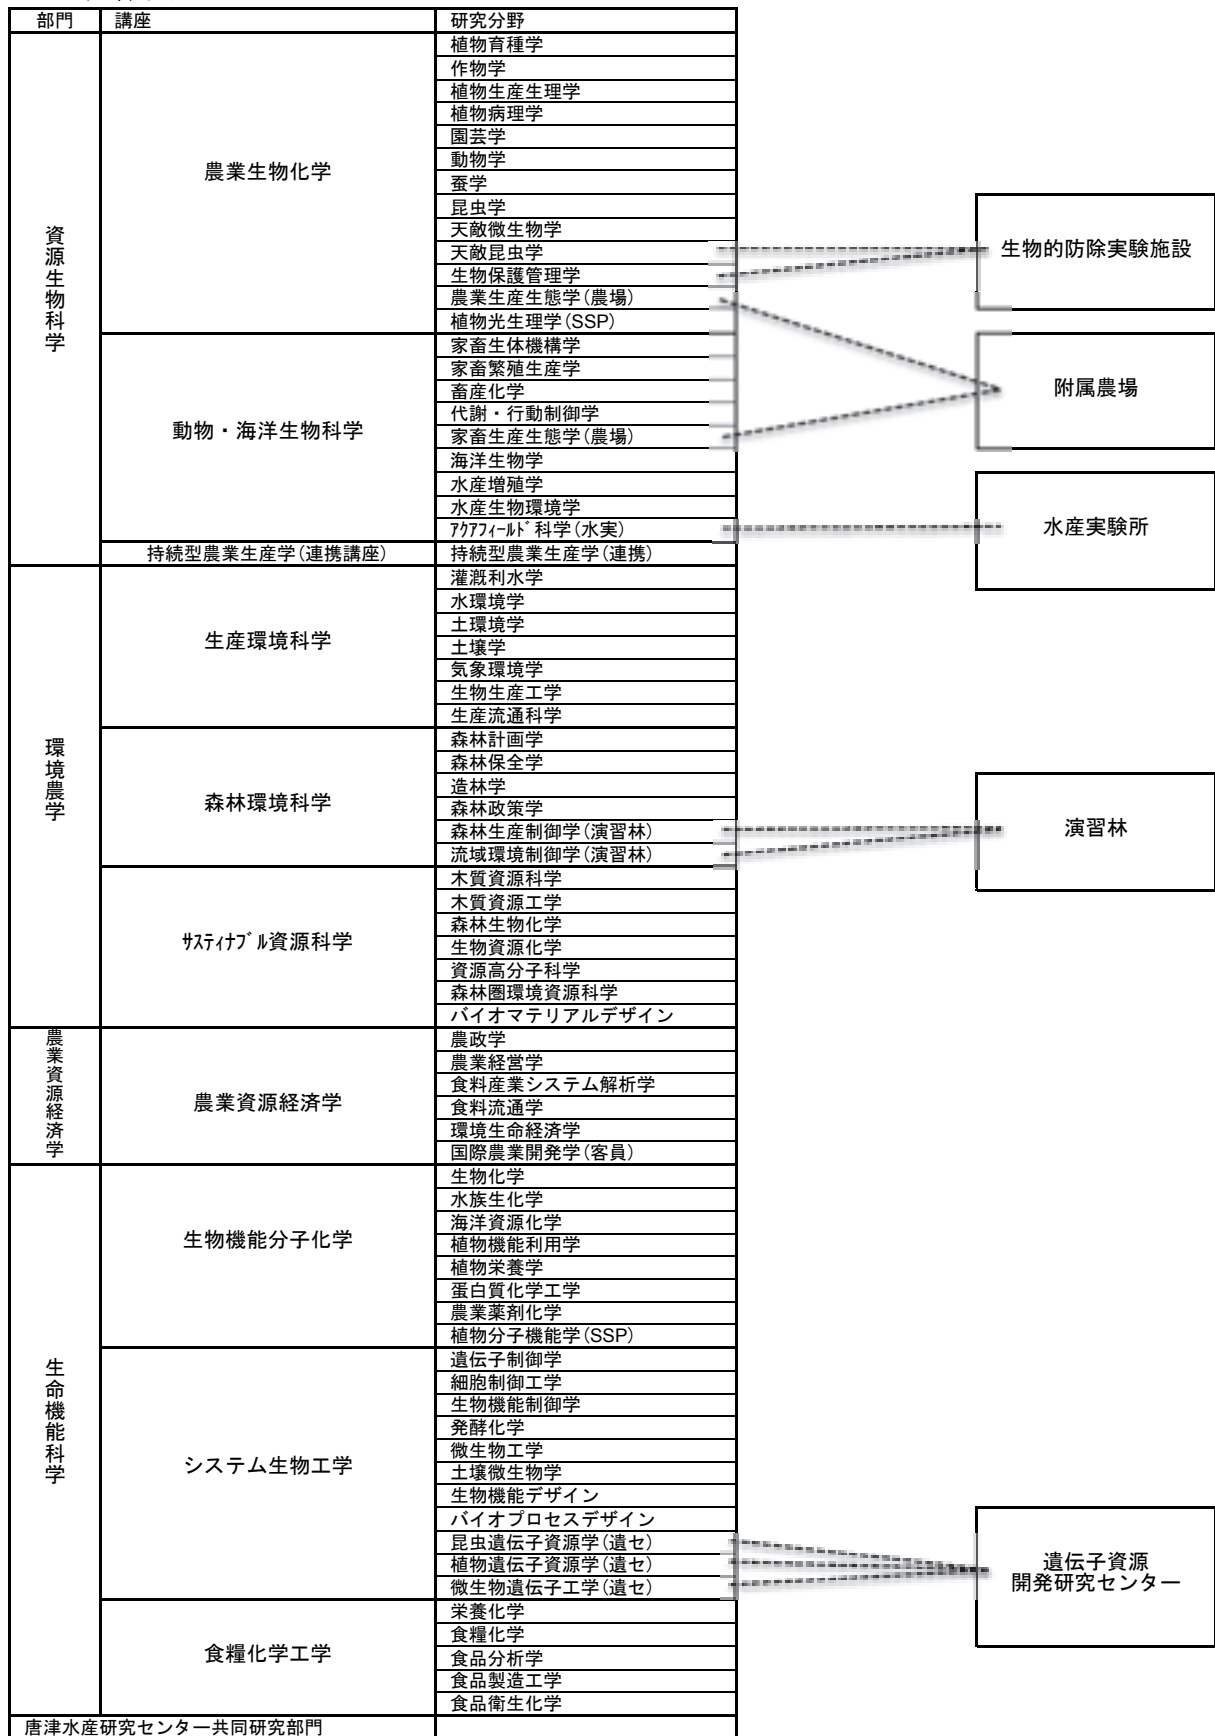 部門 講座 研究分野
資源生物科学
農業生物化学
植物育種学
作物学
植物生産生理学
植物病理学
園芸学
動物学
蚕学
昆虫学
天敵微生物学
天敵昆虫学
生物保護管理学
農業生産生態学(農場)
植物光生理学(SSP)
動物・海洋生物科学
家畜生体機構学
家畜繁殖生産学
畜産化学
代謝・行動制御学
家畜生産生態学(農場)
海洋生物学
水産増殖学
水産生物環境学
ｱｸｱﾌｨｰﾙﾄﾞ科学(水実)
持続型農業生産学(連携講座) 持続型農業生産学(連携)
環境農学
生産環境科学
灌漑利水学
水環境学
土環境学
土壌学
気象環境学
生物生産工学
生産流通科学
森林環境科学
森林計画学
森林保全学
造林学
森林政策学
森林生産制御学(演習林)
流域環境制御学(演習林)
ｻｽﾃｨﾅﾌﾞﾙ資源科学
木質資源科学
木質資源工学
森林生物化学
生物資源化学
資源高分子科学
森林圏環境資源科学
バイオマテリアルデザイン
農業資源経済学
農業資源経済学
農政学
農業経営学
食料産業システム解析学
食料流通学
環境生命経済学
国際農業開発学(客員)
生命機能科学
生物機能分子化学
生物化学
水族生化学
海洋資源化学
植物機能利用学
植物栄養学
蛋白質化学工学
農業薬剤化学
植物分子機能学(SSP)
システム生物工学
遺伝子制御学
細胞制御工学
生物機能制御学
発酵化学
微生物工学
土壌微生物学
生物機能デザイン
バイオプロセスデザイン
昆虫遺伝子資源学(遺セ)
植物遺伝子資源学(遺セ)
微生物遺伝子工学(遺セ)
食糧化学工学
栄養化学
食糧化学
食品分析学
食品製造工学
食品衛生化学
唐津水産研究センター共同研究部門
生物的防除実験施設
附属農場
水産実験所
演習林
遺伝子資源
開発研究センター